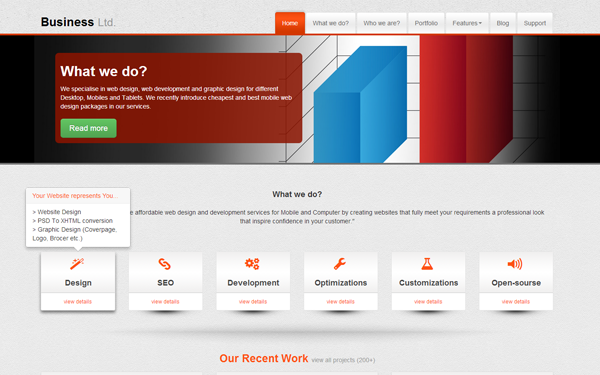 Business Ltd.
Home What we do? Who we are? Portfolio Features Blog Support
What we do?
We specialise in web design, web development and graphic design for different
Desktop, Mobiles and Tablets. We recently introduce cheapest and best mobile web
design packages in our services.
Read more
Your Website represents You...
> Website Design
> PSD To XHTML conversion
> Graphic Design (Coverpage,
Logo, Brocer etc.)
What we do?
affordable web design and development services for Mobile and Computer by creating websites that fully meet your requirements a professional look
that inspire confidence in your customer."
Design SEO Development Optimizations Customizations Open-sourse
view details view details view details view details view details view details
Our Recent Work view all projects (200+)